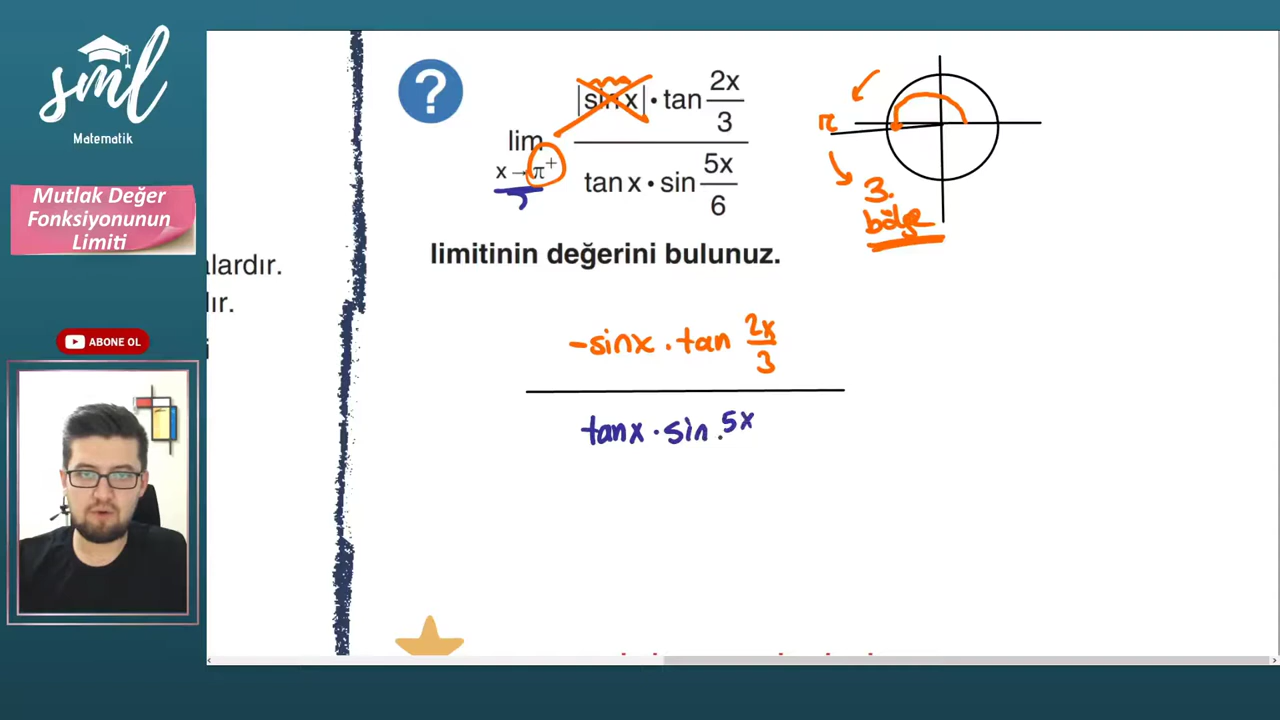 sml
Matematik
Mutlak Değer
Fonksiyonunun
Limiti
alardır.
ır.
ABONE OL
?
lim x→π⁺ |sin x| • tan 2x/3
tan x • sin 5x/6
limitinin değerini bulunuz.
π
3.
bölge
-sinx . tan 2x/3
tanx . sin 5x